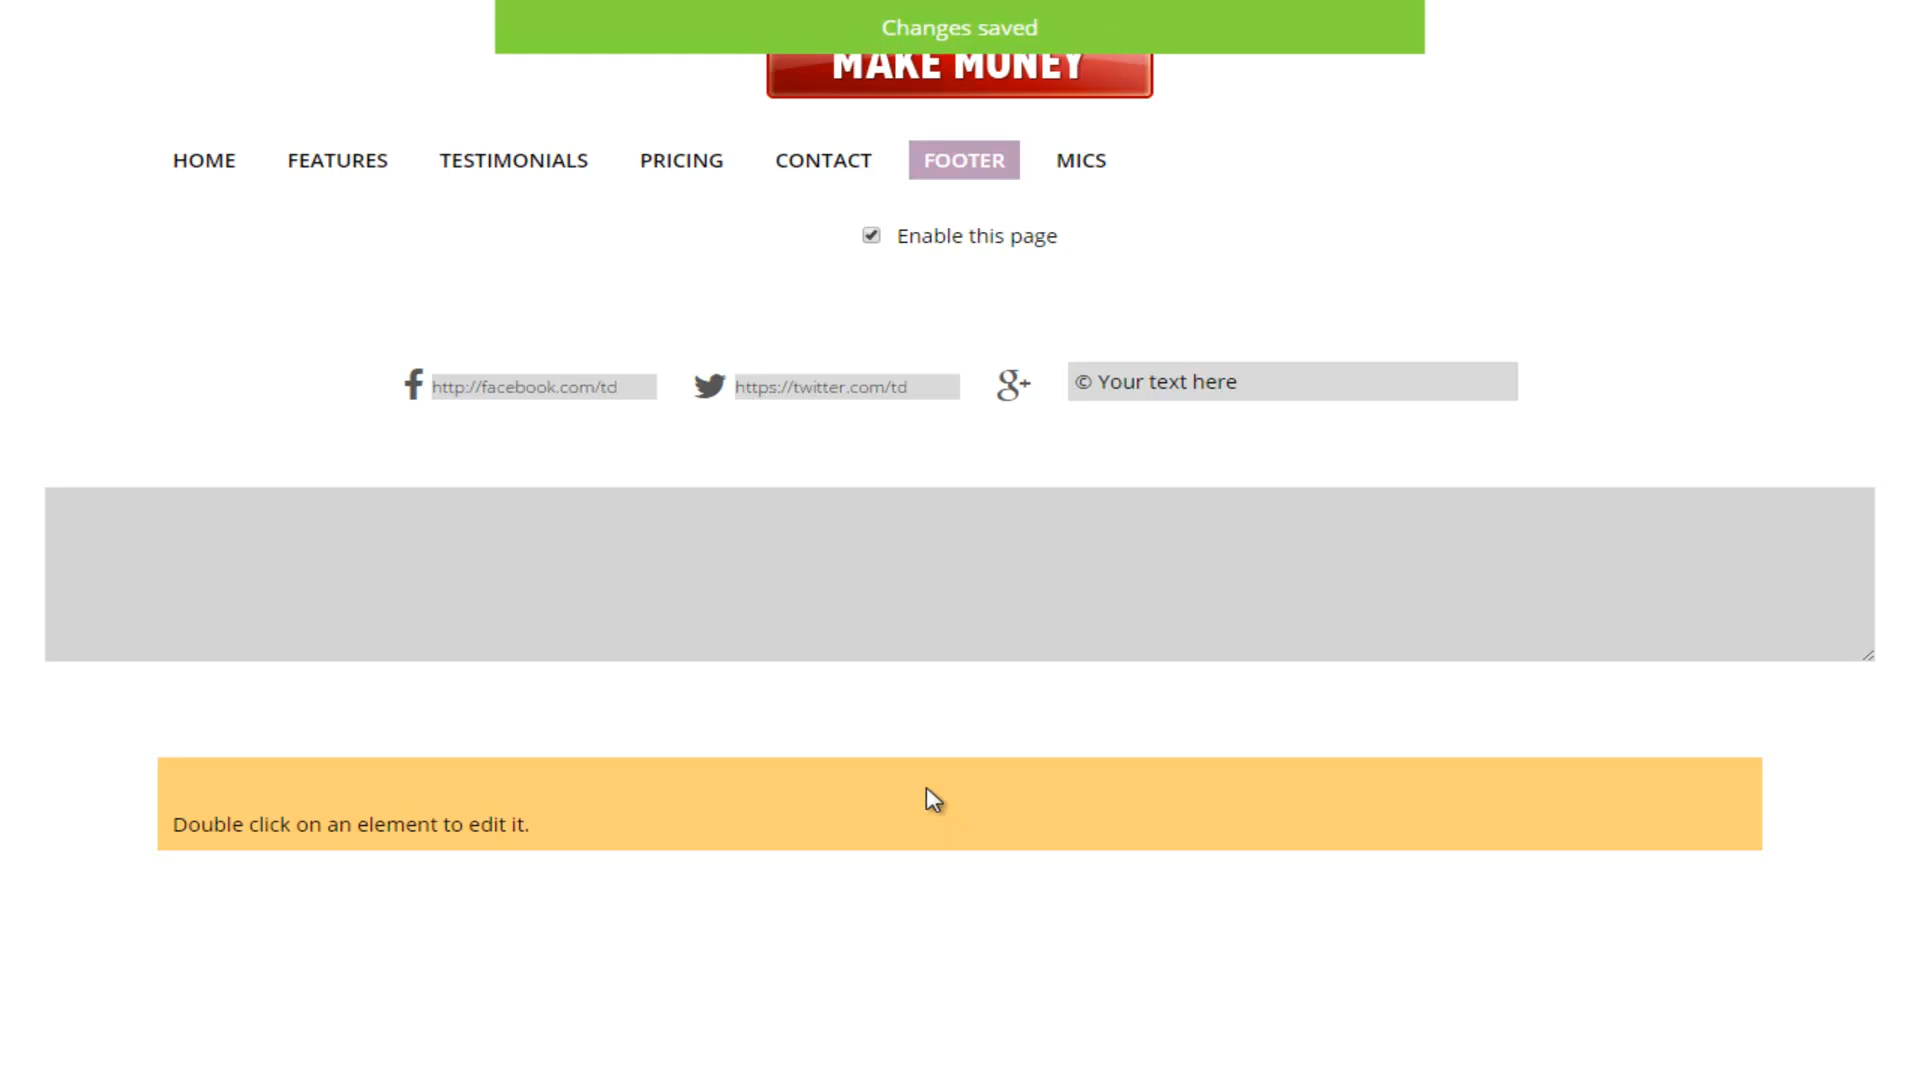 Changes saved
MAKE MONEY
HOME FEATURES TESTIMONIALS PRICING CONTACT FOOTER MICS
Enable this page
http://facebook.com/td https://twitter.com/td g+ © Your text here
Double click on an element to edit it.